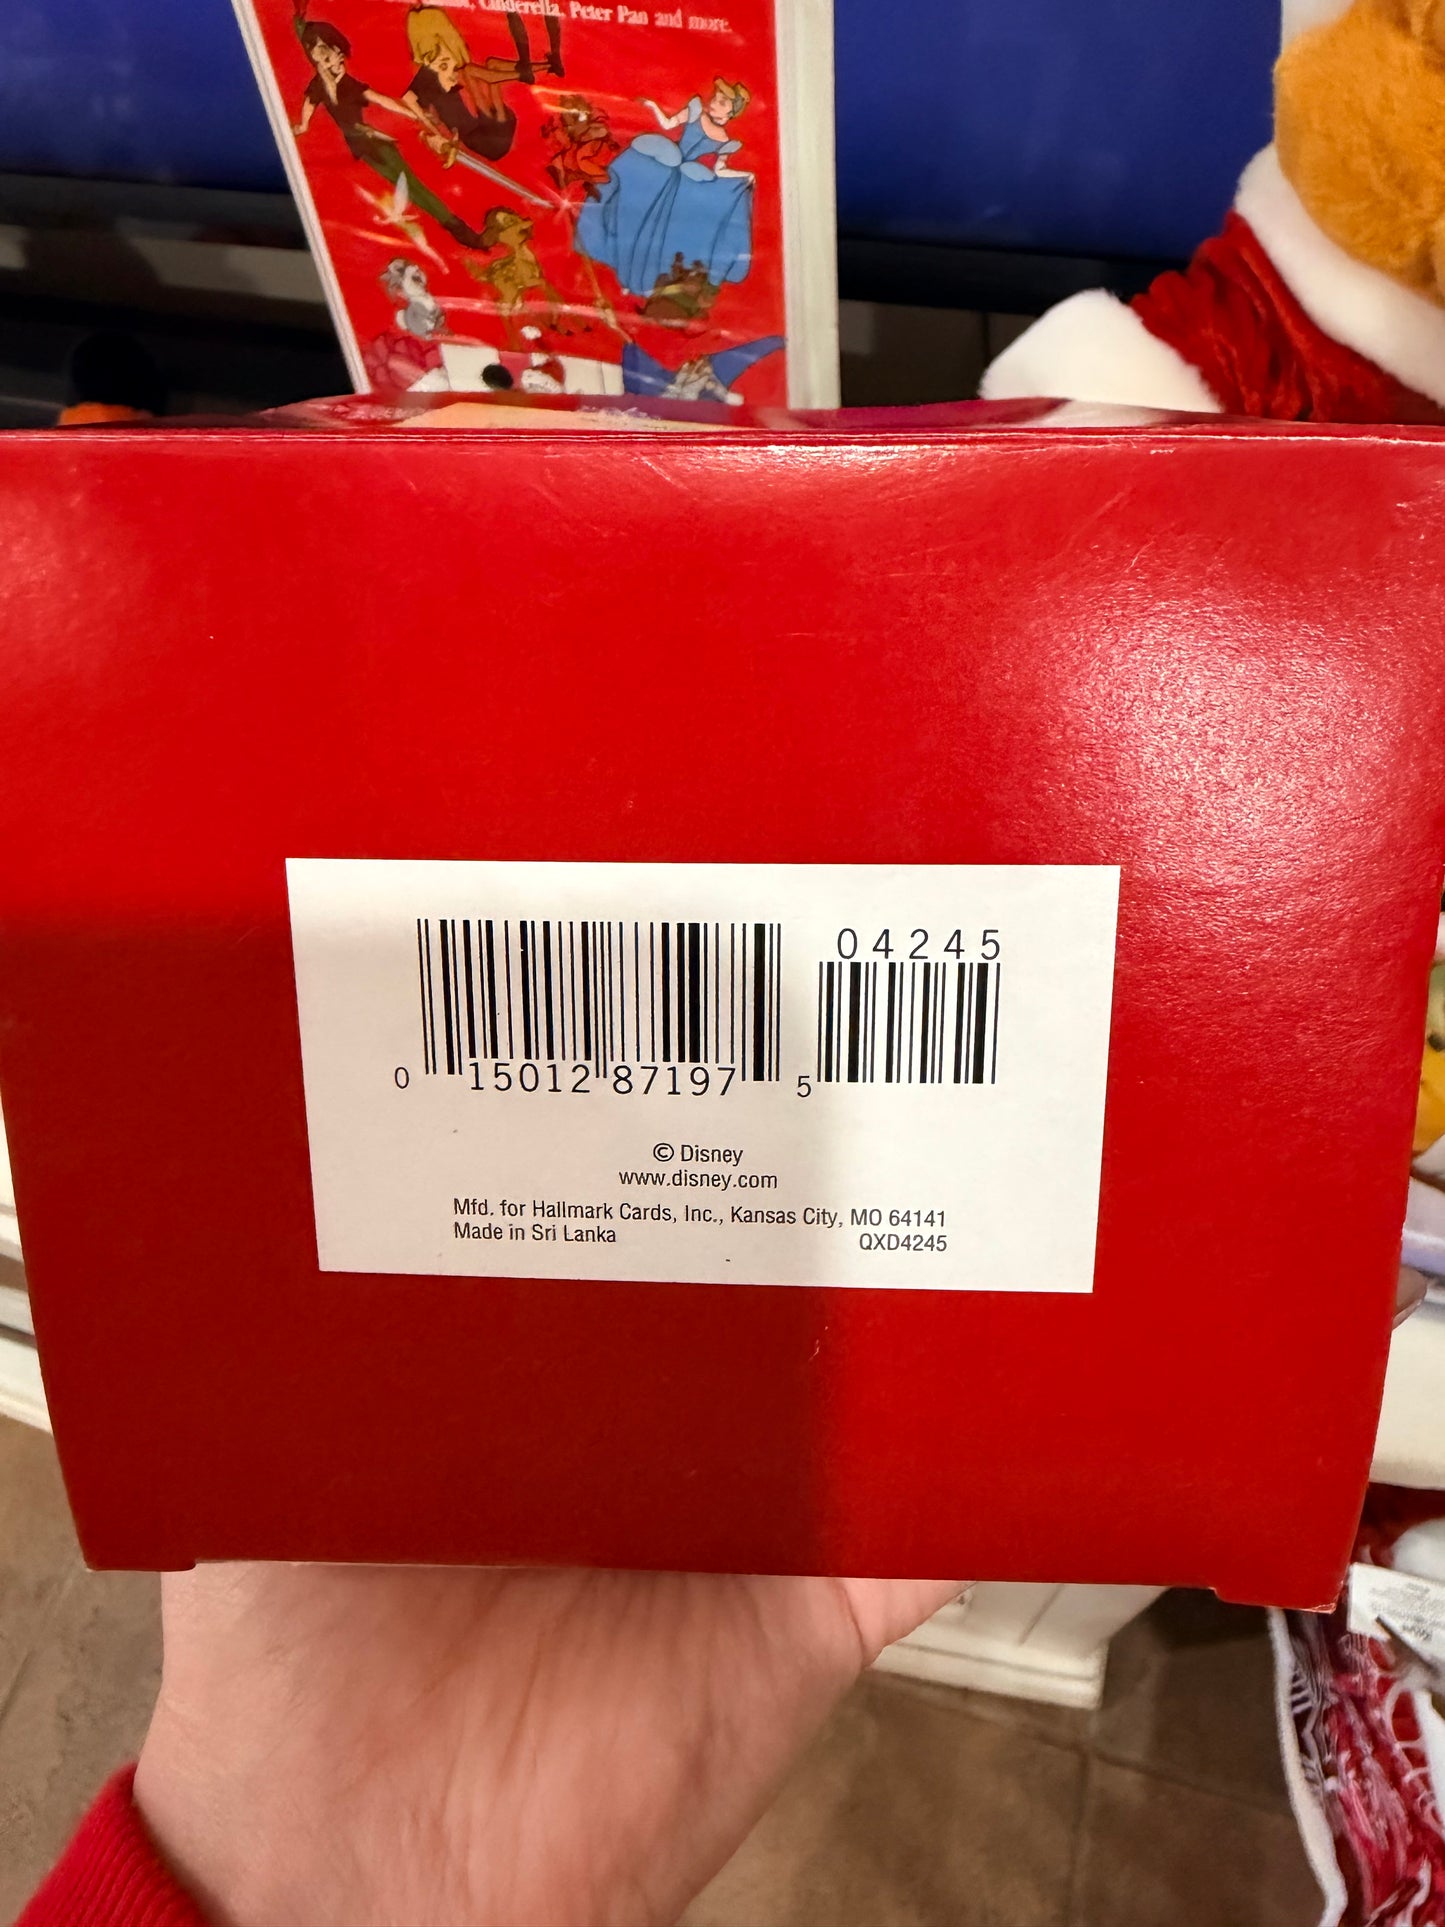 Cinderella, Peter Pan and more.
04245
0 15012 87197 5
© Disney
www.disney.com
Mfd. for Hallmark Cards, Inc., Kansas City, MO 64141
Made in Sri Lanka QXD4245